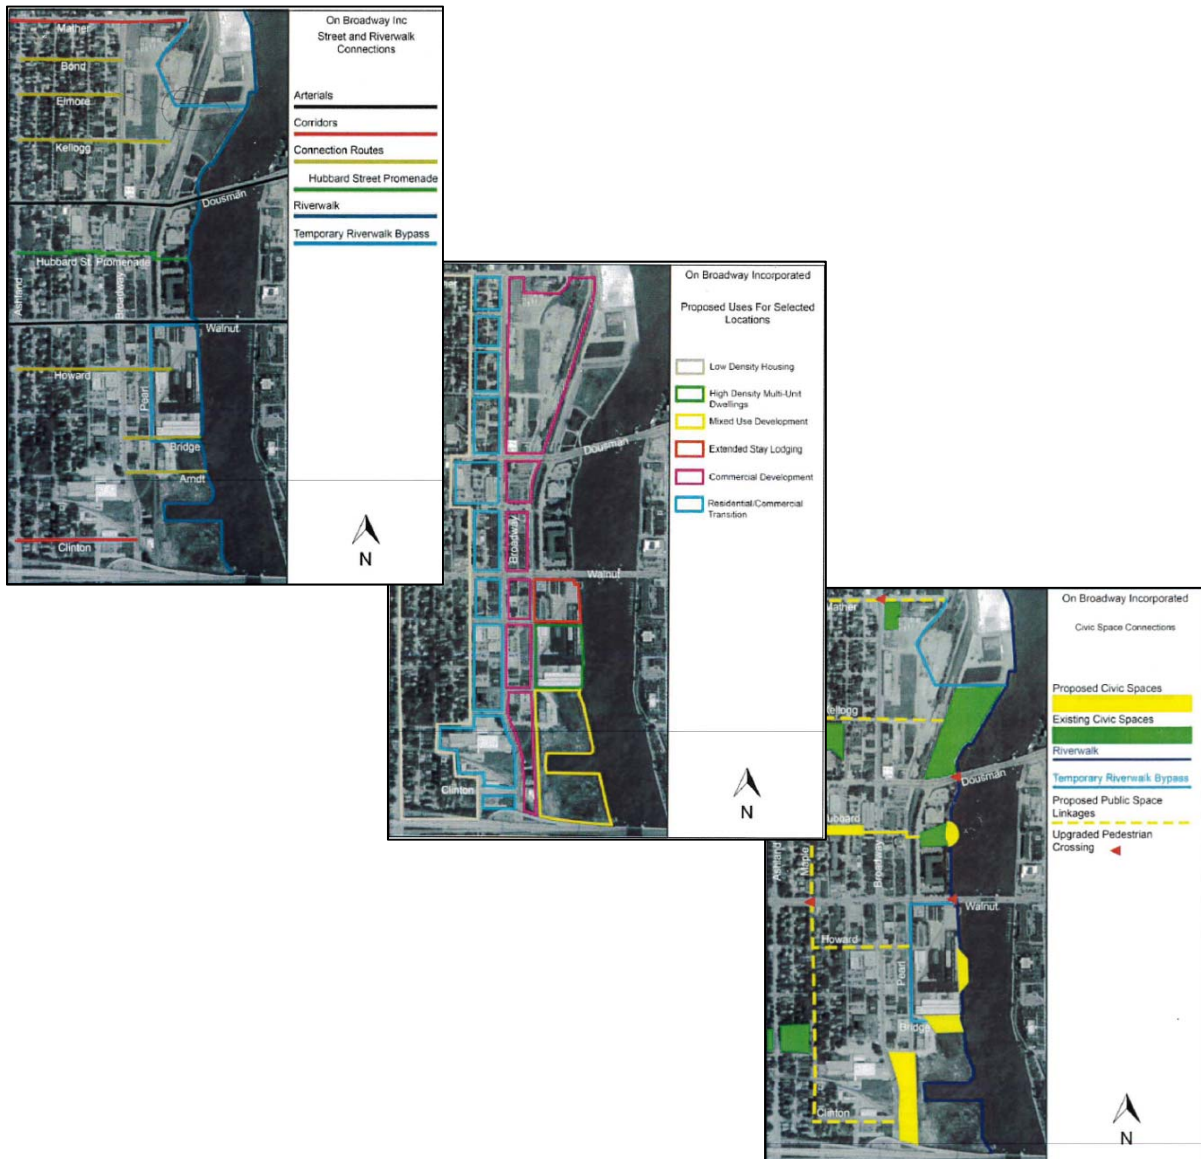 On Broadway Inc
Street and Riverwalk
Connections
Arterials
Corridors
Connection Routes
Hubbard Street Promenade
Riverwalk
Temporary Riverwalk Bypass
N
Mather
Bond
Elmore
Kellogg
Dousman
Hubbard St. Promenade
Ashland
Broadway
Walnut
Howard
Pearl
Bridge
Arndt
Clinton
On Broadway Incorporated
Proposed Uses For Selected
Locations
Low Density Housing
High Density Multi-Unit
Dwellings
Mixed Use Development
Extended Stay Lodging
Commercial Development
Residential/Commercial
Transition
N
Dousman
Broadway
Walnut
Clinton
On Broadway Incorporated
Civic Space Connections
Proposed Civic Spaces
Existing Civic Spaces
Riverwalk
Temporary Riverwalk Bypass
Proposed Public Space
Linkages
Upgraded Pedestrian
Crossing
N
Mather
ellogg
Dousman
ubbard
Ashland
Maple
Broadway
Walnut
Howard
Pearl
Bridge
Clinton